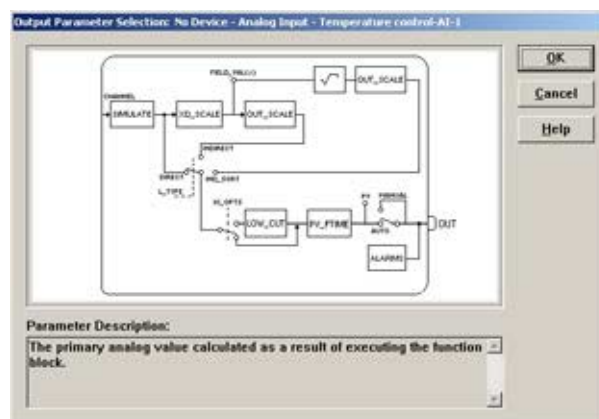 Output Parameter Selection: No Device - Analog Input - Temperature control-AI-1
OK
Cancel
Help
FIELD_VAL(%)
√
OUT_SCALE
CHANNEL
SIMULATE
XD_SCALE
OUT_SCALE
INDIRECT
DIRECT
IND_SQRT
L_TYPE
IO_OPTS
LOW_CUT
PV_FTIME
PV
MANUAL
AUTO
OUT
ALARMS
Parameter Description:
The primary analog value calculated as a result of executing the function
block.